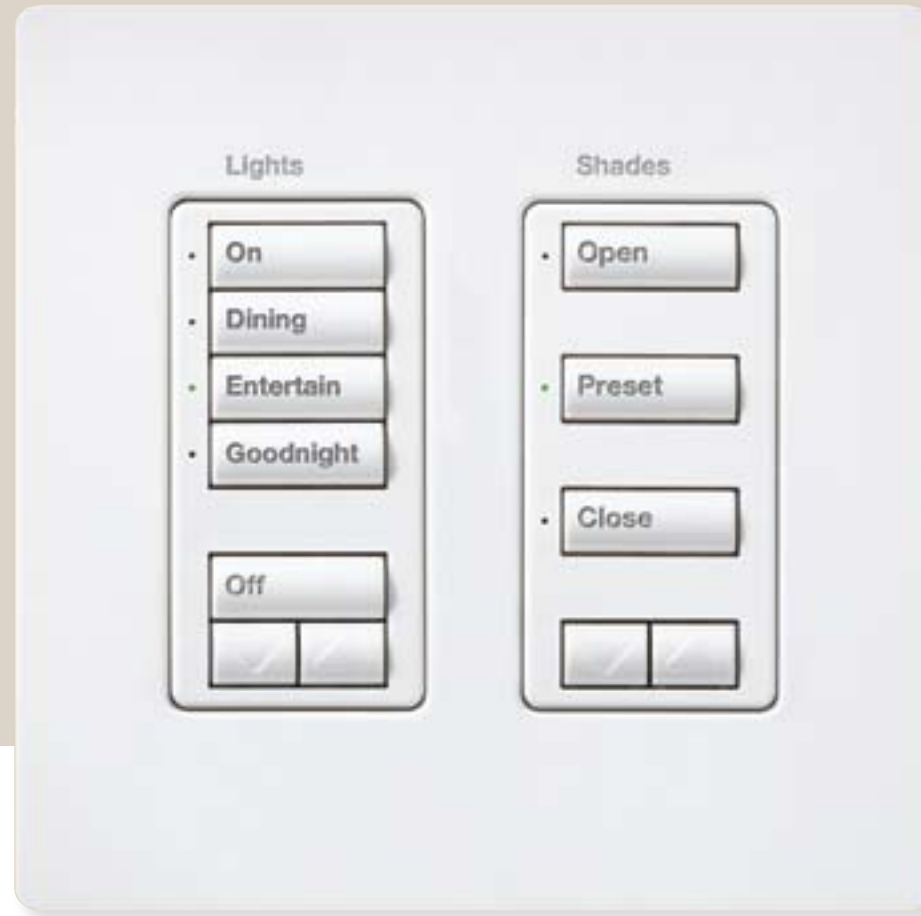 Lights
On
Dining
Entertain
Goodnight
Off
Shades
Open
Preset
Close